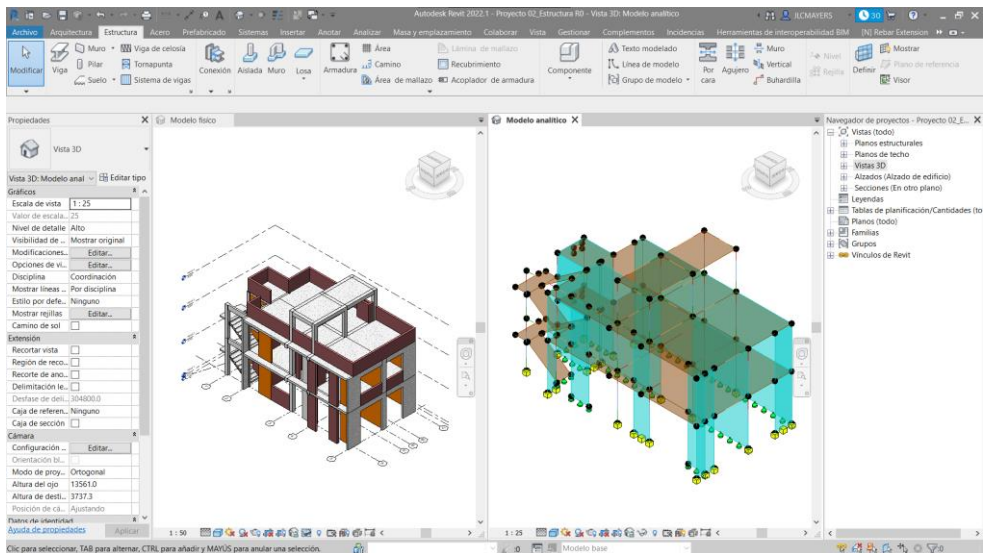 Autodesk Revit 2022.1 - Proyecto 02_Estructura R0 - Vista 3D: Modelo analítico
JLCMAYERS
30
Archivo Arquitectura Estructura Acero Prefabricado Sistemas Insertar Anotar Analizar Masa y emplazamiento Colaborar Vista Gestionar Complementos Incidencias Herramientas de interoperabilidad BIM [N] Rebar Extension
Muro Viga de celosía Área Lámina de mallazo Texto modelado Muro Nivel Mostrar
Pilar Tornapunta Camino Recubrimiento Línea de modelo Vertical Rejilla Plano de referencia
Suelo Sistema de vigas Área de mallazo Acoplador de armadura Grupo de modelo Buhardilla Visor
Modificar Viga Conexión Aislada Muro Losa Armadura Componente Por cara Agujero Definir
Propiedades
Modelo físico
Modelo analítico
Navegador de proyectos - Proyecto 02_E...
Vista 3D
Vista 3D: Modelo anal
Editar tipo
Gráficos
Escala de vista 1 : 25
Valor de escala... 25
Nivel de detalle Alto
Visibilidad de ... Mostrar original
Modificaciones... Editar...
Opciones de vi... Editar...
Disciplina Coordinación
Mostrar líneas ... Por disciplina
Estilo por defe... Ninguno
Mostrar rejillas Editar...
Camino de sol
Extensión
Recortar vista
Región de reco...
Recorte de ano...
Delimitación le...
Desfase de deli... 304800.0
Caja de referen... Ninguno
Caja de sección
Cámara
Configuración ... Editar...
Orientación bl...
Modo de proy... Ortogonal
Altura del ojo 13561.0
Altura de desti... 3737.3
Posición de cá... Ajustando
Datos de identidad
Ayuda de propiedades
Aplicar
Vistas (todo)
Planos estructurales
Planos de techo
Vistas 3D
Alzados (Alzado de edificio)
Secciones (En otro plano)
Leyendas
Tablas de planificación/Cantidades (to
Planos (todo)
Familias
Grupos
Vínculos de Revit
1 : 50
1 : 25
Clic para seleccionar, TAB para alternar, CTRL para añadir y MAYÚS para anular una selección.
:0
Modelo base
:0